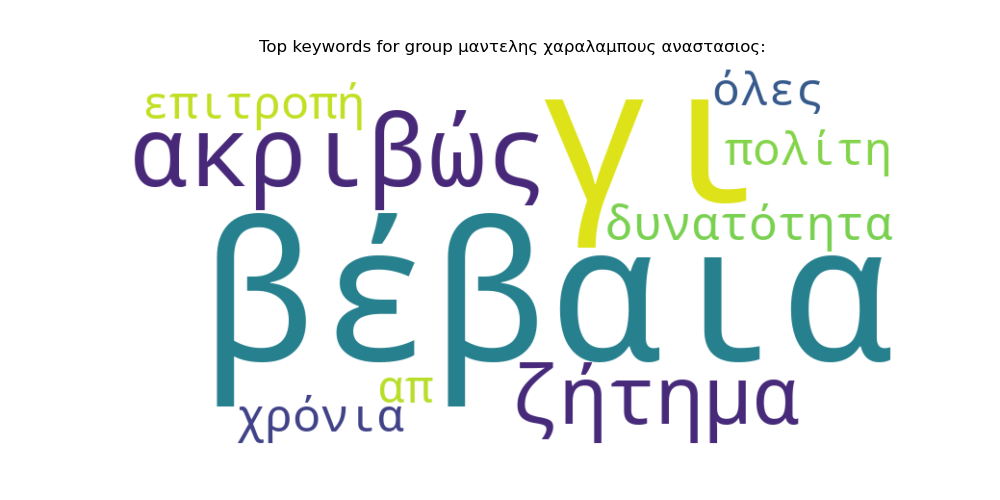 Top keywords for group μαντελης χαραλαμπους αναστασιος:
όλες
επιτροπή
γι
ακριβώς
πολίτη
δυνατότητα
βέβαια
απ
ζήτημα
χρόνια